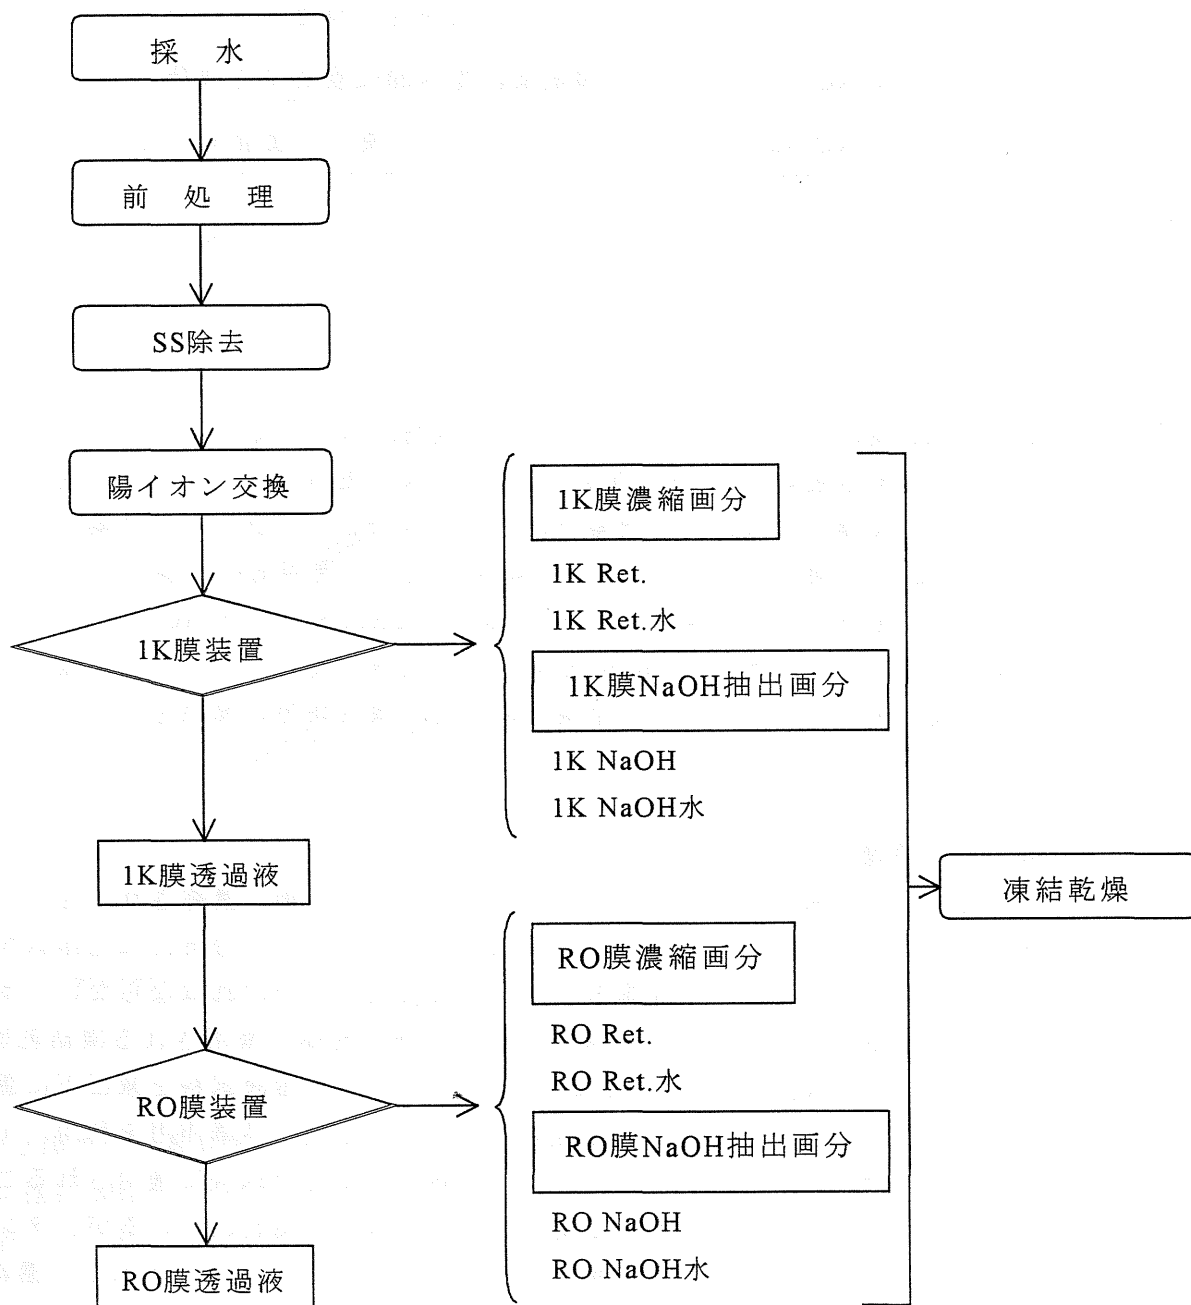 採 水
前 処 理
SS除去
陽イオン交換
1K膜装置
1K膜濃縮画分
1K Ret.
1K Ret.水
1K膜NaOH抽出画分
1K NaOH
1K NaOH水
1K膜透過液
RO膜装置
RO膜濃縮画分
RO Ret.
RO Ret.水
RO膜NaOH抽出画分
RO NaOH
RO NaOH水
RO膜透過液
凍結乾燥